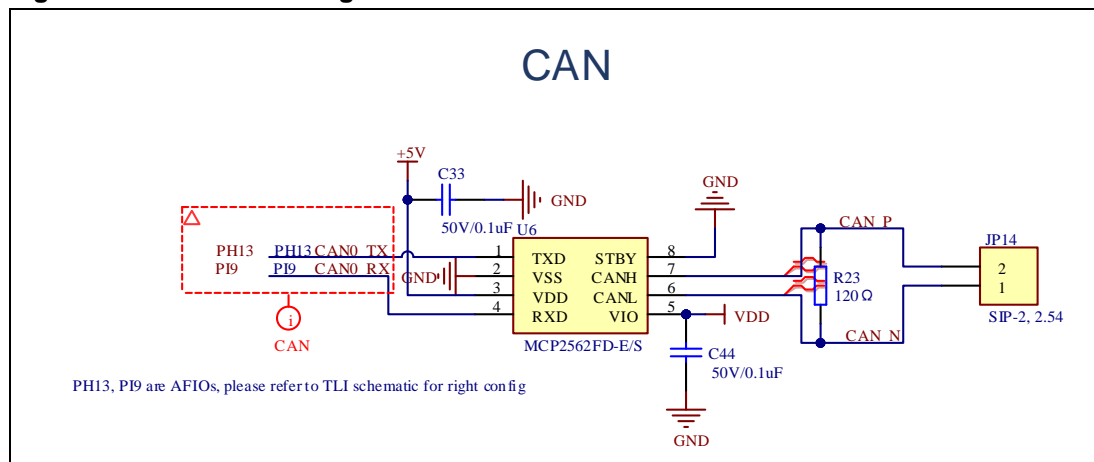 CAN
+5V
C33
GND
50V/0.1uF
U6
GND
PH13 PH13 CAN0_TX 1 TXD STBY 8
PI9 PI9 CAN0_RX GND 2 VSS CANH 7
3 VDD CANL 6
4 RXD VIO 5 VDD
MCP2562FD-E/S
CAN_P
R23
120Ω
CAN_N
JP14
2
1
SIP-2, 2.54
i
CAN
C44
50V/0.1uF
GND
PH13, PI9 are AFIOs, please refer to TLI schematic for right config